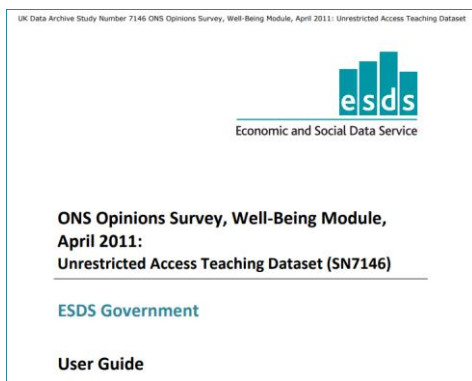 UK Data Archive Study Number 7146 ONS Opinions Survey, Well-Being Module, April 2011: Unrestricted Access Teaching Dataset
esds
Economic and Social Data Service
ONS Opinions Survey, Well-Being Module,
April 2011:
Unrestricted Access Teaching Dataset (SN7146)
ESDS Government
User Guide